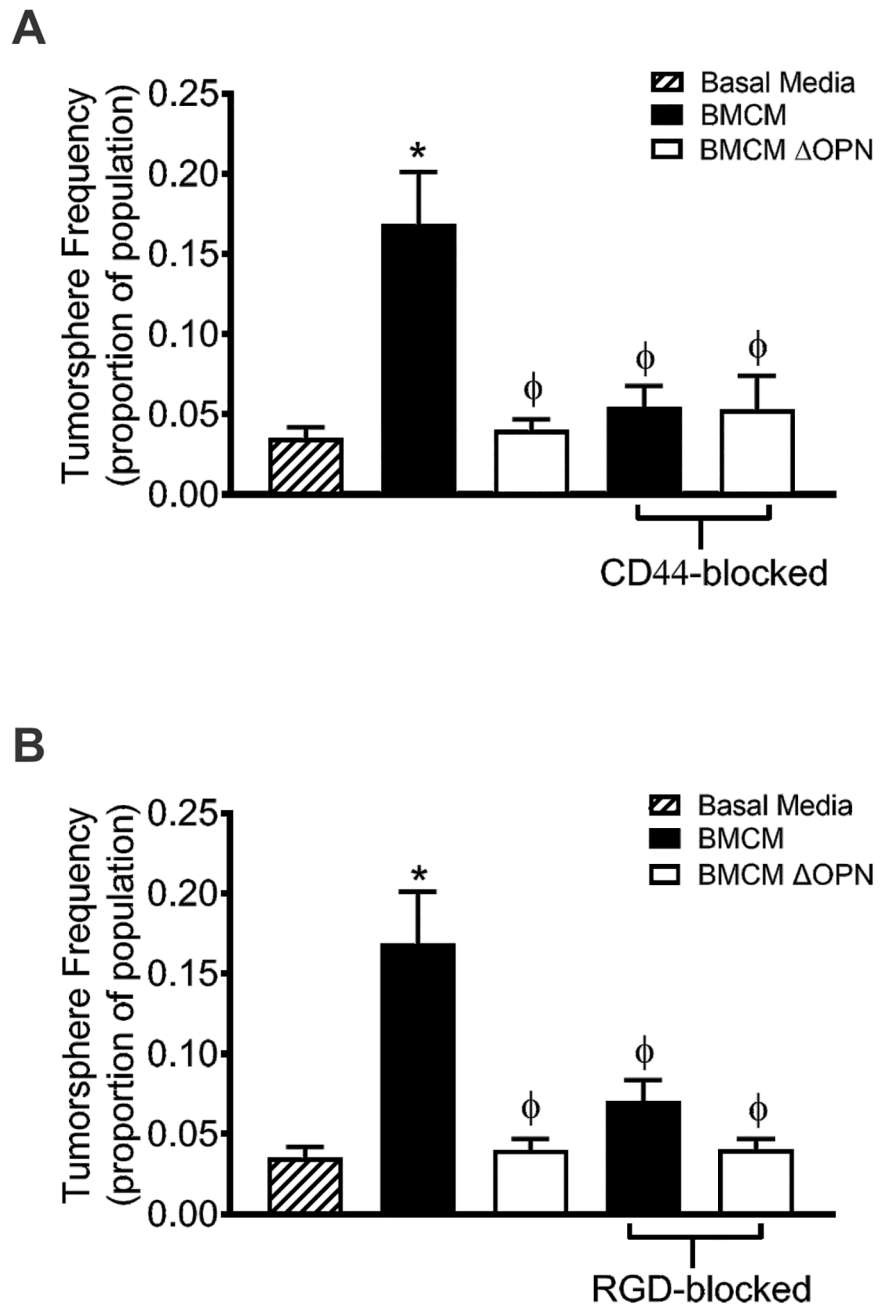 A
Tumorsphere Frequency
(proportion of population)
0.25
0.20
0.15
0.10
0.05
0.00
Basal Media
BMCM
BMCM ΔOPN
*
ϕ
ϕ
ϕ
CD44-blocked
B
Tumorsphere Frequency
(proportion of population)
0.25
0.20
0.15
0.10
0.05
0.00
Basal Media
BMCM
BMCM ΔOPN
*
ϕ
ϕ
ϕ
RGD-blocked